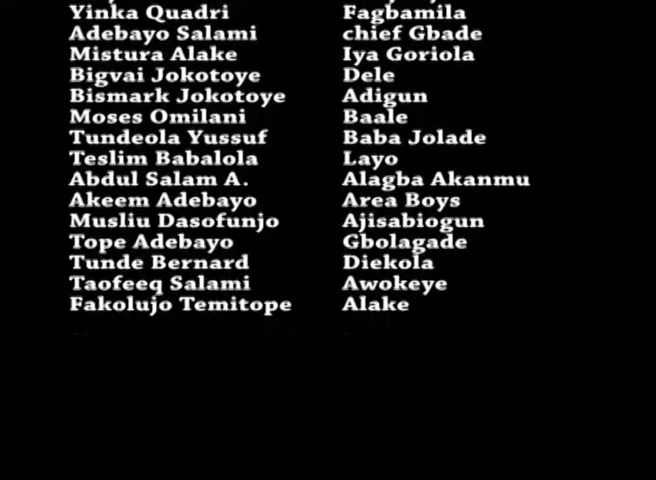 Yinka Quadri Fagbamila
Adebayo Salami chief Gbade
Mistura Alake Iya Goriola
Bigvai Jokotoye Dele
Bismark Jokotoye Adigun
Moses Omilani Baale
Tundeola Yussuf Baba Jolade
Teslim Babalola Layo
Abdul Salam A. Alagba Akanmu
Akeem Adebayo Area Boys
Musliu Dasofunjo Ajisabiogun
Tope Adebayo Gbolagade
Tunde Bernard Diekola
Taofeeq Salami Awokeye
Fakolujo Temitope Alake